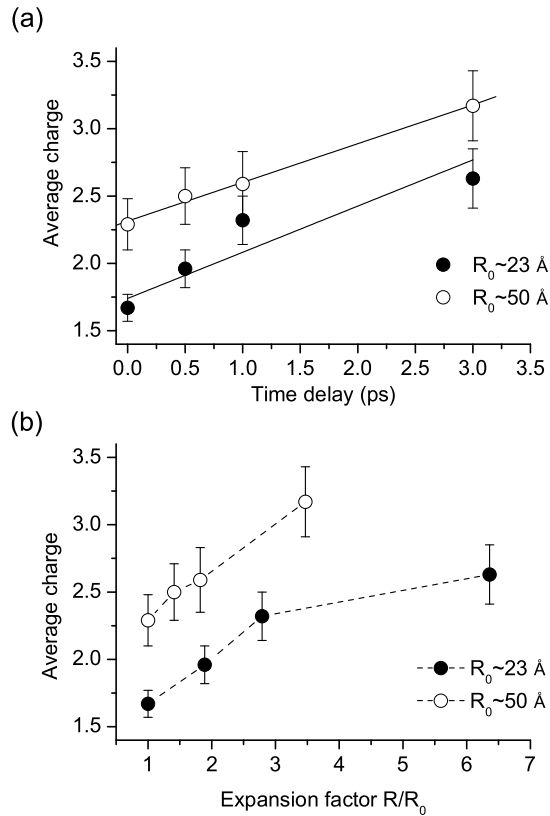 (a)
3.5
3.0
2.5
2.0
1.5
Average charge
R0~23 Å
R0~50 Å
0.0 0.5 1.0 1.5 2.0 2.5 3.0 3.5
Time delay (ps)
(b)
3.5
3.0
2.5
2.0
1.5
Average charge
R0~23 Å
R0~50 Å
1 2 3 4 5 6 7
Expansion factor R/R0